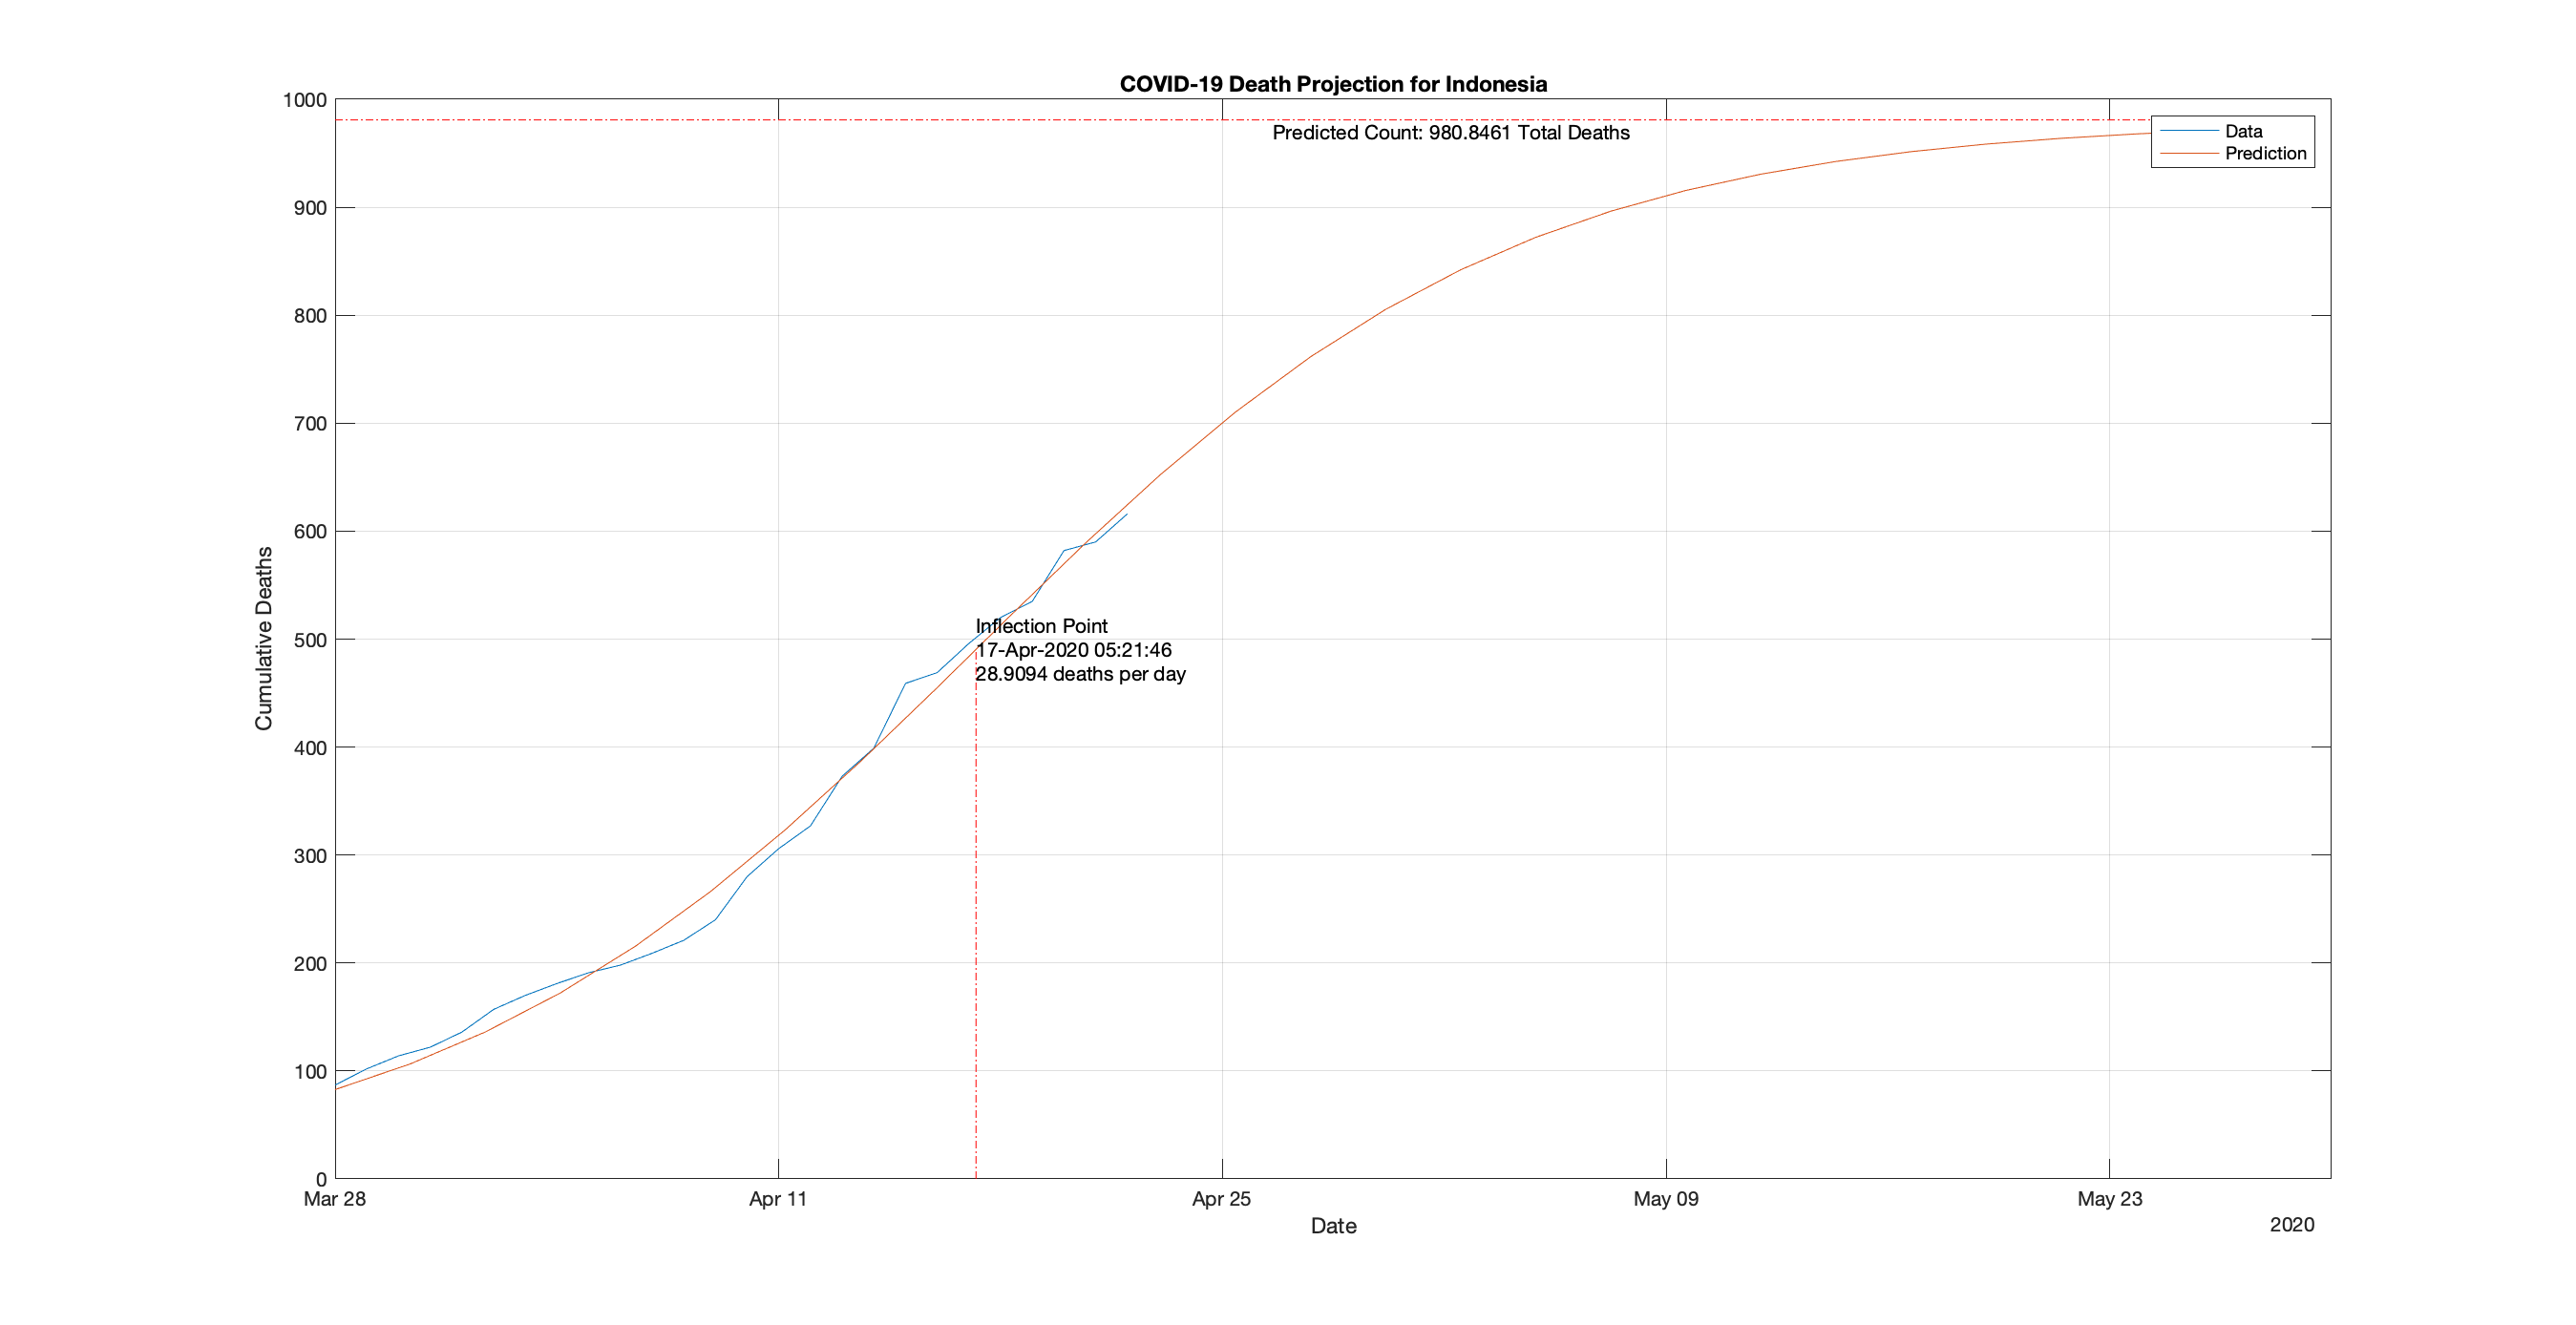 COVID-19 Death Projection for Indonesia
1000
900
800
700
600
500
400
300
200
100
0
Cumulative Deaths
Predicted Count: 980.8461 Total Deaths
Data
Prediction
Inflection Point
17-Apr-2020 05:21:46
28.9094 deaths per day
Mar 28
Apr 11
Apr 25
May 09
May 23
Date
2020